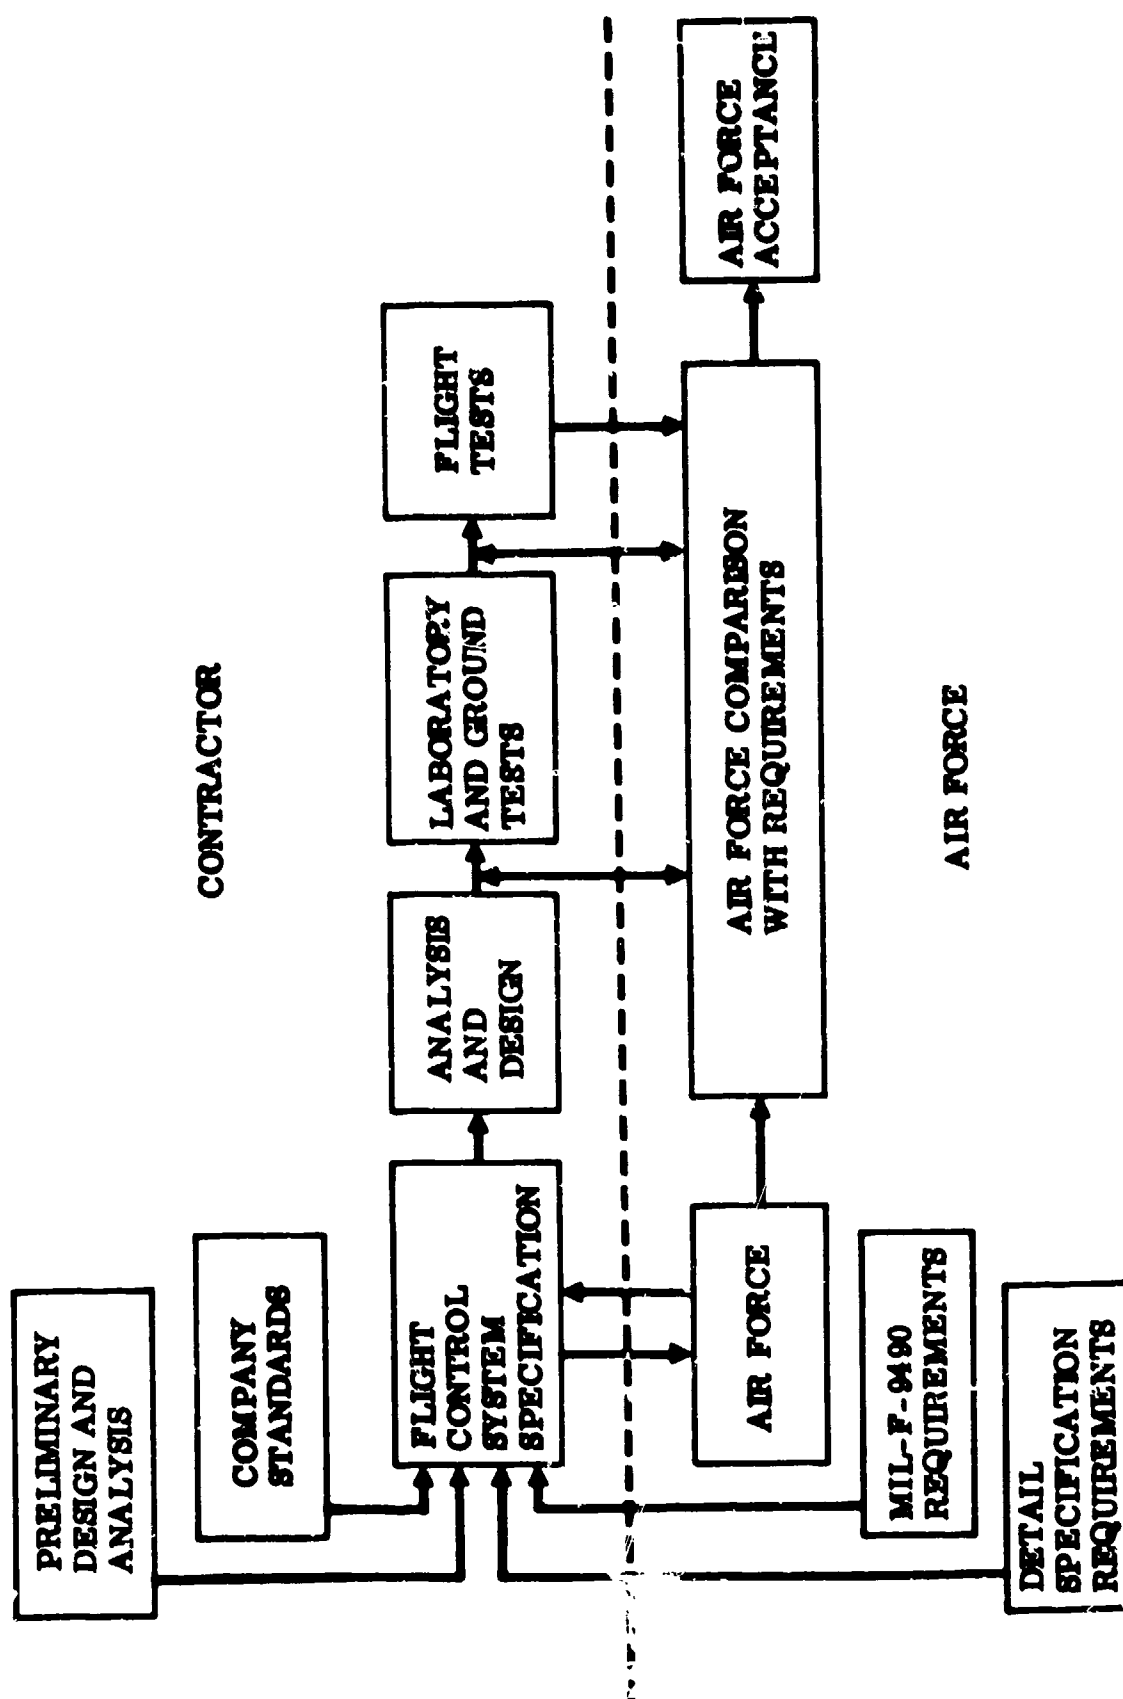 PRELIMINARY
DESIGN AND
ANALYSIS
COMPANY
STANDARDS
CONTRACTOR
FLIGHT
CONTROL
SYSTEM
SPECIFICATION
ANALYSIS
AND
DESIGN
LABORATORY
AND GROUND
TESTS
FLIGHT
TESTS
AIR FORCE
AIR FORCE COMPARISON
WITH REQUIREMENTS
AIR FORCE
ACCEPTANCE
MIL-F-9490
REQUIREMENTS
AIR FORCE
DETAIL
SPECIFICATION
REQUIREMENTS